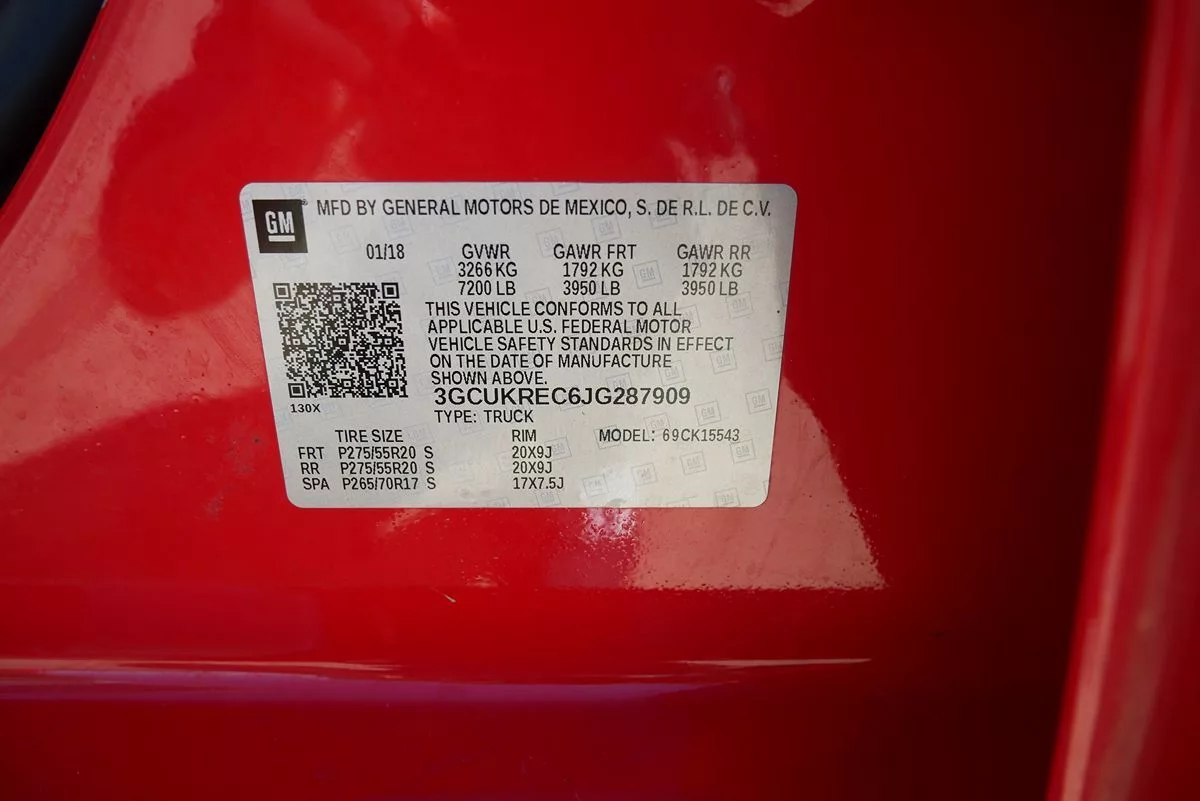 GM MFD BY GENERAL MOTORS DE MEXICO, S. DE R.L. DE C.V.
01/18 GVWR GAWR FRT GAWR RR
3266 KG 1792 KG 1792 KG
7200 LB 3950 LB 3950 LB
THIS VEHICLE CONFORMS TO ALL
APPLICABLE U.S. FEDERAL MOTOR
VEHICLE SAFETY STANDARDS IN EFFECT
ON THE DATE OF MANUFACTURE
SHOWN ABOVE.
3GCUKREC6JG287909
130X
TYPE: TRUCK
TIRE SIZE RIM MODEL: 69CK15543
FRT P275/55R20 S 20X9J
RR P275/55R20 S 20X9J
SPA P265/70R17 S 17X7.5J